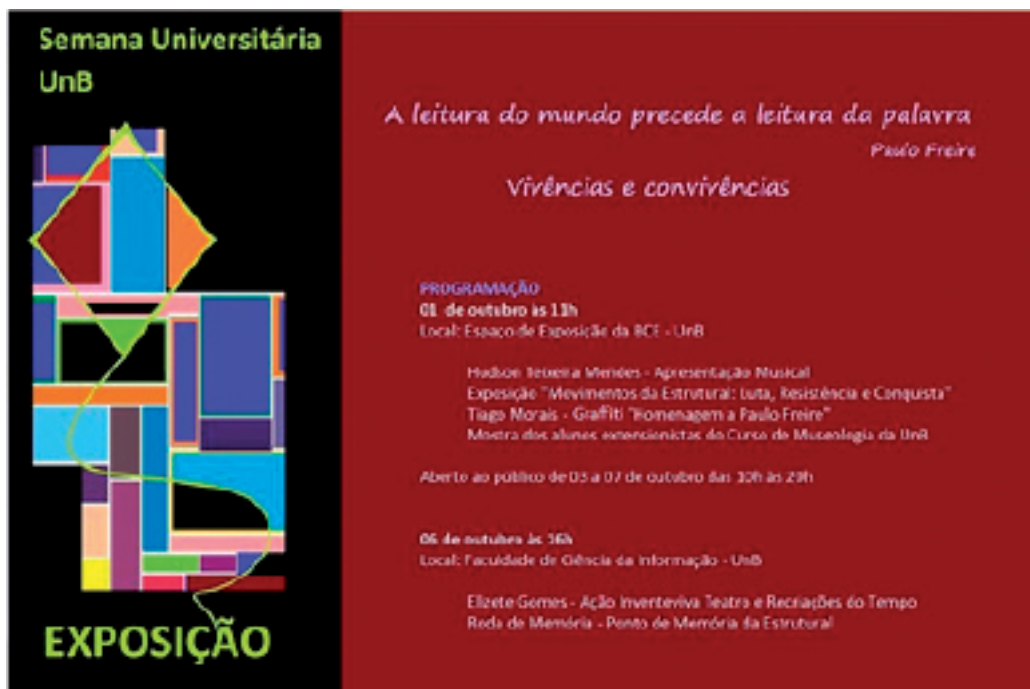 Semana Universitária
UnB
EXPOSIÇÃO
A leitura do mundo precede a leitura da palavra
Paulo Freire
Vivências e convivências
PROGRAMAÇÃO
01 de outubro às 11h
Local: Espaço de Exposição da BCE - UnB
Hudson Teixeira Mendes - Apresentação Musical
Exposição "Movimentos da Estrutural: Luta, Resistência e Conquista"
Tiago Morais - Graffiti "Homenagem a Paulo Freire"
Mostra dos alunos extensionistas do Curso de Museologia da UnB
Aberto ao público de 03 a 07 de outubro das 10h às
06 de outubro às 16h
Local: Faculdade de Ciência da Informação - UnB
Elizete Gomes - Ação Inventeviva Teatro e Recriações do Tempo
Roda de Memória - Ponto de Memória da Estrutural